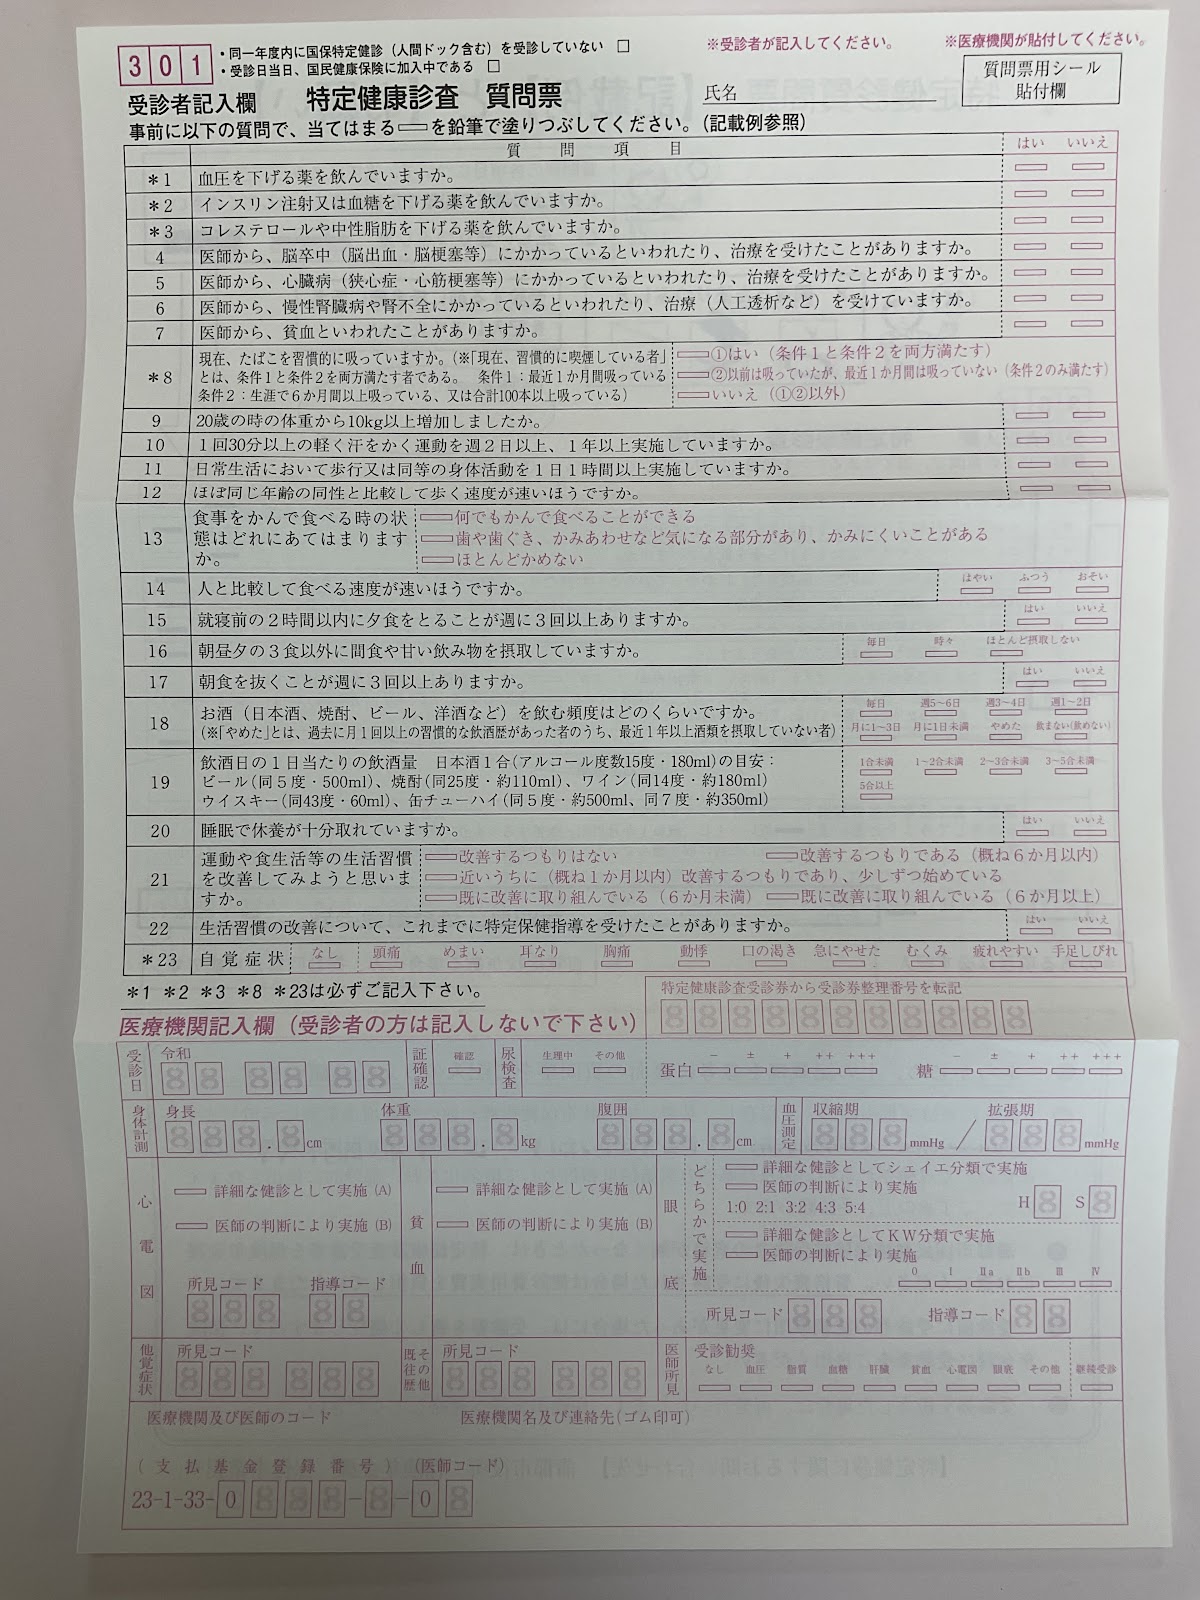 301
・同一年度内に国保特定健診（人間ドック含む）を受診していない □
・受診日当日、国民健康保険に加入中である □
※受診者が記入してください。
※医療機関が貼付してください。
質問票用シール
貼付欄
受診者記入欄 特定健康診査 質問票
氏名
事前に以下の質問で、当てはまる を鉛筆で塗りつぶしてください。（記載例参照）
質問項目 はい いいえ
＊1 血圧を下げる薬を飲んでいますか。
＊2 インスリン注射又は血糖を下げる薬を飲んでいますか。
＊3 コレステロールや中性脂肪を下げる薬を飲んでいますか。
4 医師から、脳卒中（脳出血・脳梗塞等）にかかっているといわれたり、治療を受けたことがありますか。
5 医師から、心臓病（狭心症・心筋梗塞等）にかかっているといわれたり、治療を受けたことがありますか。
6 医師から、慢性腎臓病や腎不全にかかっているといわれたり、治療（人工透析など）を受けていますか。
7 医師から、貧血といわれたことがありますか。
＊8 現在、たばこを習慣的に吸っていますか。（※「現在、習慣的に喫煙している者」
とは、条件1と条件2を両方満たす者である。 条件1：最近1か月間吸っている
条件2：生涯で6か月間以上吸っている、又は合計100本以上吸っている）
①はい（条件1と条件2を両方満たす）
②以前は吸っていたが、最近1か月間は吸っていない（条件2のみ満たす）
いいえ（①②以外）
9 20歳の時の体重から10kg以上増加しましたか。
10 1回30分以上の軽く汗をかく運動を週2日以上、1年以上実施していますか。
11 日常生活において歩行又は同等の身体活動を1日1時間以上実施していますか。
12 ほぼ同じ年齢の同性と比較して歩く速度が速いほうですか。
13 食事をかんで食べる時の状
態はどれにあてはまります
か。
何でもかんで食べることができる
歯や歯ぐき、かみあわせなど気になる部分があり、かみにくいことがある
ほとんどかめない
14 人と比較して食べる速度が速いほうですか。 はやい ふつう おそい
15 就寝前の2時間以内に夕食をとることが週に3回以上ありますか。 はい いいえ
16 朝昼夕の3食以外に間食や甘い飲み物を摂取していますか。 毎日 時々 ほとんど摂取しない
17 朝食を抜くことが週に3回以上ありますか。 はい いいえ
18 お酒（日本酒、焼酎、ビール、洋酒など）を飲む頻度はどのくらいですか。
（※「やめた」とは、過去に月1回以上の習慣的な飲酒歴があった者のうち、最近1年以上酒類を摂取していない者）
毎日 週5～6日 週3～4日 週1～2日
月に1～3日 月に1日未満 やめた 飲まない(飲めない)
19 飲酒日の1日当たりの飲酒量 日本酒1合(アルコール度数15度・180ml)の目安：
ビール(同5度・500ml)、焼酎(同25度・約110ml)、ワイン(同14度・約180ml)
ウイスキー(同43度・60ml)、缶チューハイ(同5度・約500ml、同7度・約350ml)
1合未満 1～2合未満 2～3合未満 3～5合未満
5合以上
20 睡眠で休養が十分取れていますか。 はい いいえ
21 運動や食生活等の生活習慣
を改善してみようと思いま
すか。
改善するつもりはない 改善するつもりである（概ね6か月以内）
近いうちに（概ね1か月以内）改善するつもりであり、少しずつ始めている
既に改善に取り組んでいる（6か月未満） 既に改善に取り組んでいる（6か月以上）
22 生活習慣の改善について、これまでに特定保健指導を受けたことがありますか。 はい いいえ
＊23 自覚症状 なし 頭痛 めまい 耳なり 胸痛 動悸 口の渇き 急にやせた むくみ 疲れやすい 手足しびれ
＊1 ＊2 ＊3 ＊8 ＊23は必ずご記入下さい。
特定健康診査受診券から受診券整理番号を転記
医療機関記入欄（受診者の方は記入しないで下さい）
受診日 令和 証確認 確認 尿検査 生理中 その他 蛋白 － ± ＋ ＋＋ ＋＋＋ 糖 － ± ＋ ＋＋ ＋＋＋
身体計測 身長 cm 体重 kg 腹囲 cm 血圧測定 収縮期 mmHg ／ 拡張期 mmHg
心電図
詳細な健診として実施 (A)
医師の判断により実施 (B)
所見コード 指導コード
貧血
詳細な健診として実施 (A)
医師の判断により実施 (B)
眼底
どちらかで実施
詳細な健診としてシェイエ分類で実施
医師の判断により実施
1:0 2:1 3:2 4:3 5:4 H S
詳細な健診としてＫＷ分類で実施
医師の判断により実施
0 Ⅰ Ⅱa Ⅱb Ⅲ Ⅳ
所見コード 指導コード
他覚症状 所見コード
その他既往歴 所見コード
医師所見 受診勧奨
なし 血圧 脂質 血糖 肝臓 貧血 心電図 眼底 その他 継続受診
医療機関及び医師のコード 医療機関名及び連絡先(ゴム印可)
（支払基金登録番号）（医師コード）
23-1-33-0 - - 0